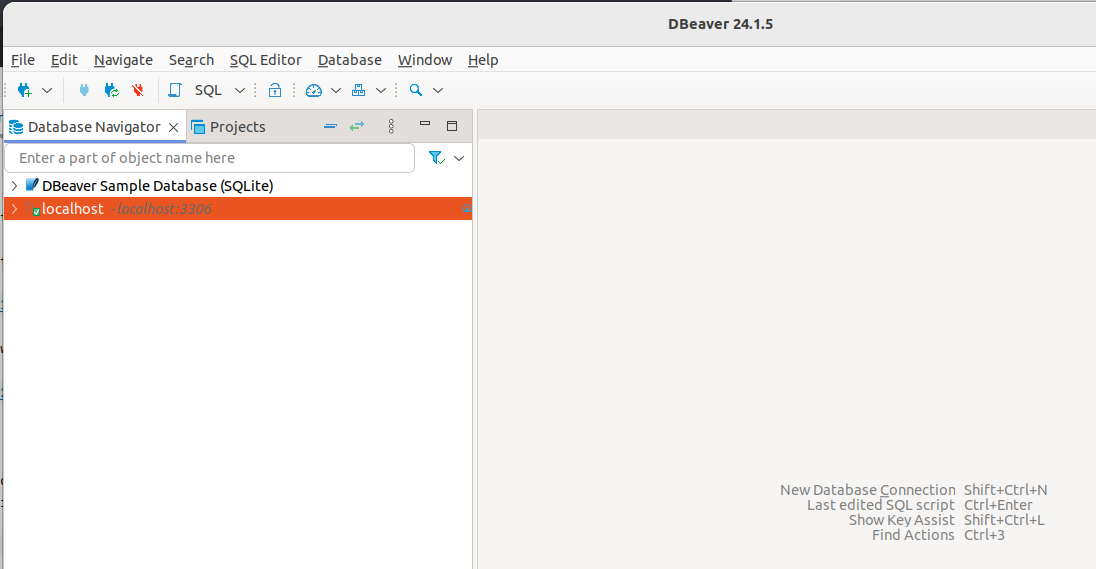 DBeaver 24.1.5
File Edit Navigate Search SQL Editor Database Window Help
SQL
Database Navigator Projects
Enter a part of object name here
DBeaver Sample Database (SQLite)
localhost - localhost:3306
New Database Connection Shift+Ctrl+N
Last edited SQL script Ctrl+Enter
Show Key Assist Shift+Ctrl+L
Find Actions Ctrl+3